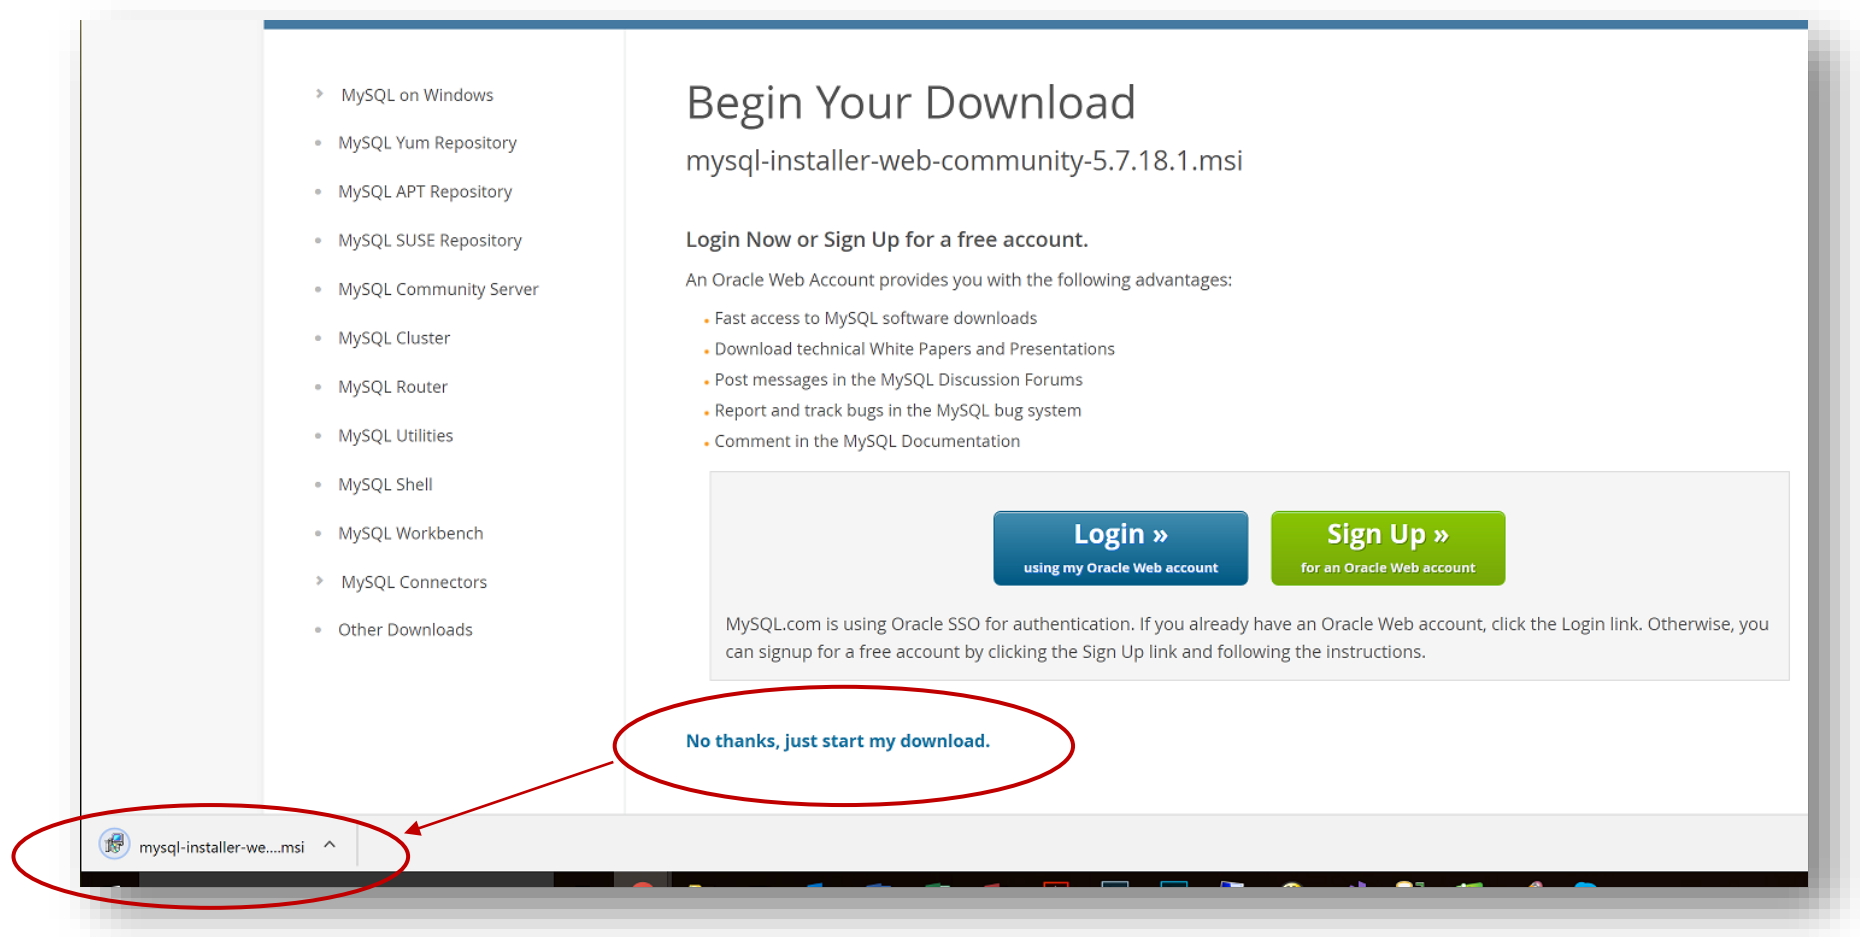 MySQL on Windows
MySQL Yum Repository
MySQL APT Repository
MySQL SUSE Repository
MySQL Community Server
MySQL Cluster
MySQL Router
MySQL Utilities
MySQL Shell
MySQL Workbench
MySQL Connectors
Other Downloads
Begin Your Download
mysql-installer-web-community-5.7.18.1.msi
Login Now or Sign Up for a free account.
An Oracle Web Account provides you with the following advantages:
Fast access to MySQL software downloads
Download technical White Papers and Presentations
Post messages in the MySQL Discussion Forums
Report and track bugs in the MySQL bug system
Comment in the MySQL Documentation
Login »
using my Oracle Web account
Sign Up »
for an Oracle Web account
MySQL.com is using Oracle SSO for authentication. If you already have an Oracle Web account, click the Login link. Otherwise, you
can signup for a free account by clicking the Sign Up link and following the instructions.
No thanks, just start my download.
mysql-installer-we....msi